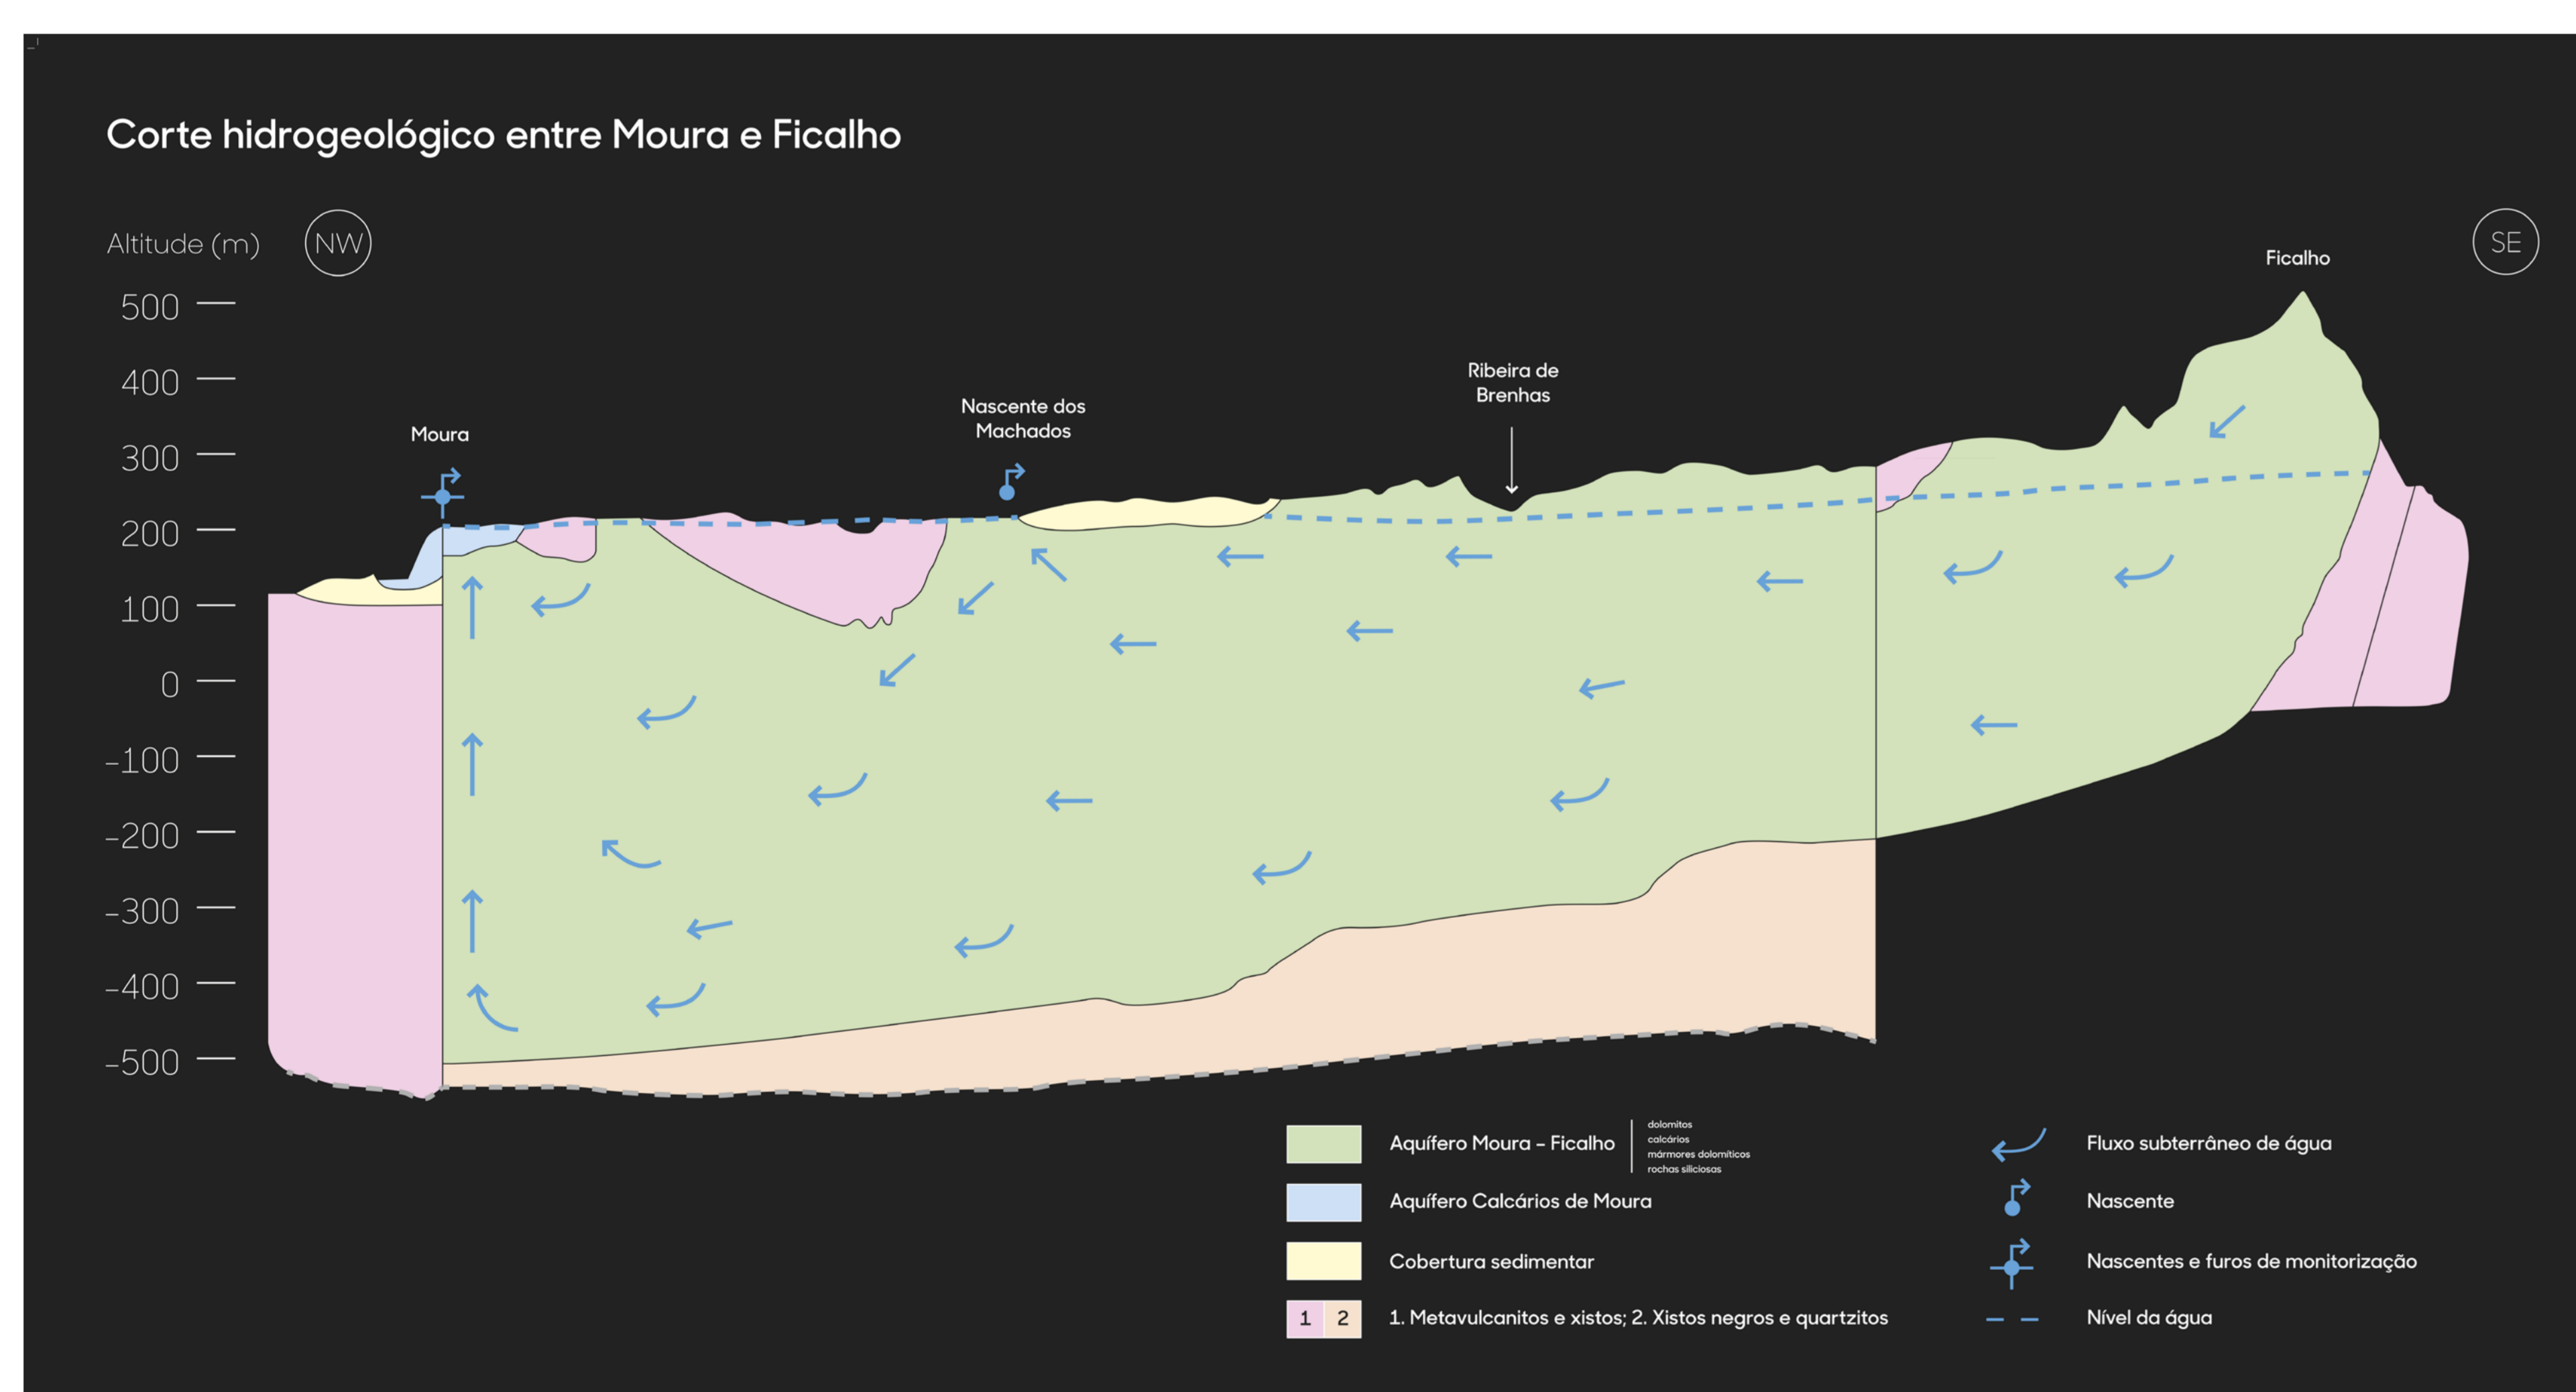 Corte hidrogeológico entre Moura e Ficalho
Altitude (m)
NW
SE
Ficalho
500
400
300
200
100
0
-100
-200
-300
-400
-500
Moura
Nascente dos
Machados
Ribeira de
Brenhas
Aquífero Moura - Ficalho
dolomitos
calcários
mármores dolomíticos
rochas siliciosas
Aquífero Calcários de Moura
Cobertura sedimentar
1 2
1. Metavulcanitos e xistos; 2. Xistos negros e quartzitos
Fluxo subterrâneo de água
Nascente
Nascentes e furos de monitorização
Nível da água